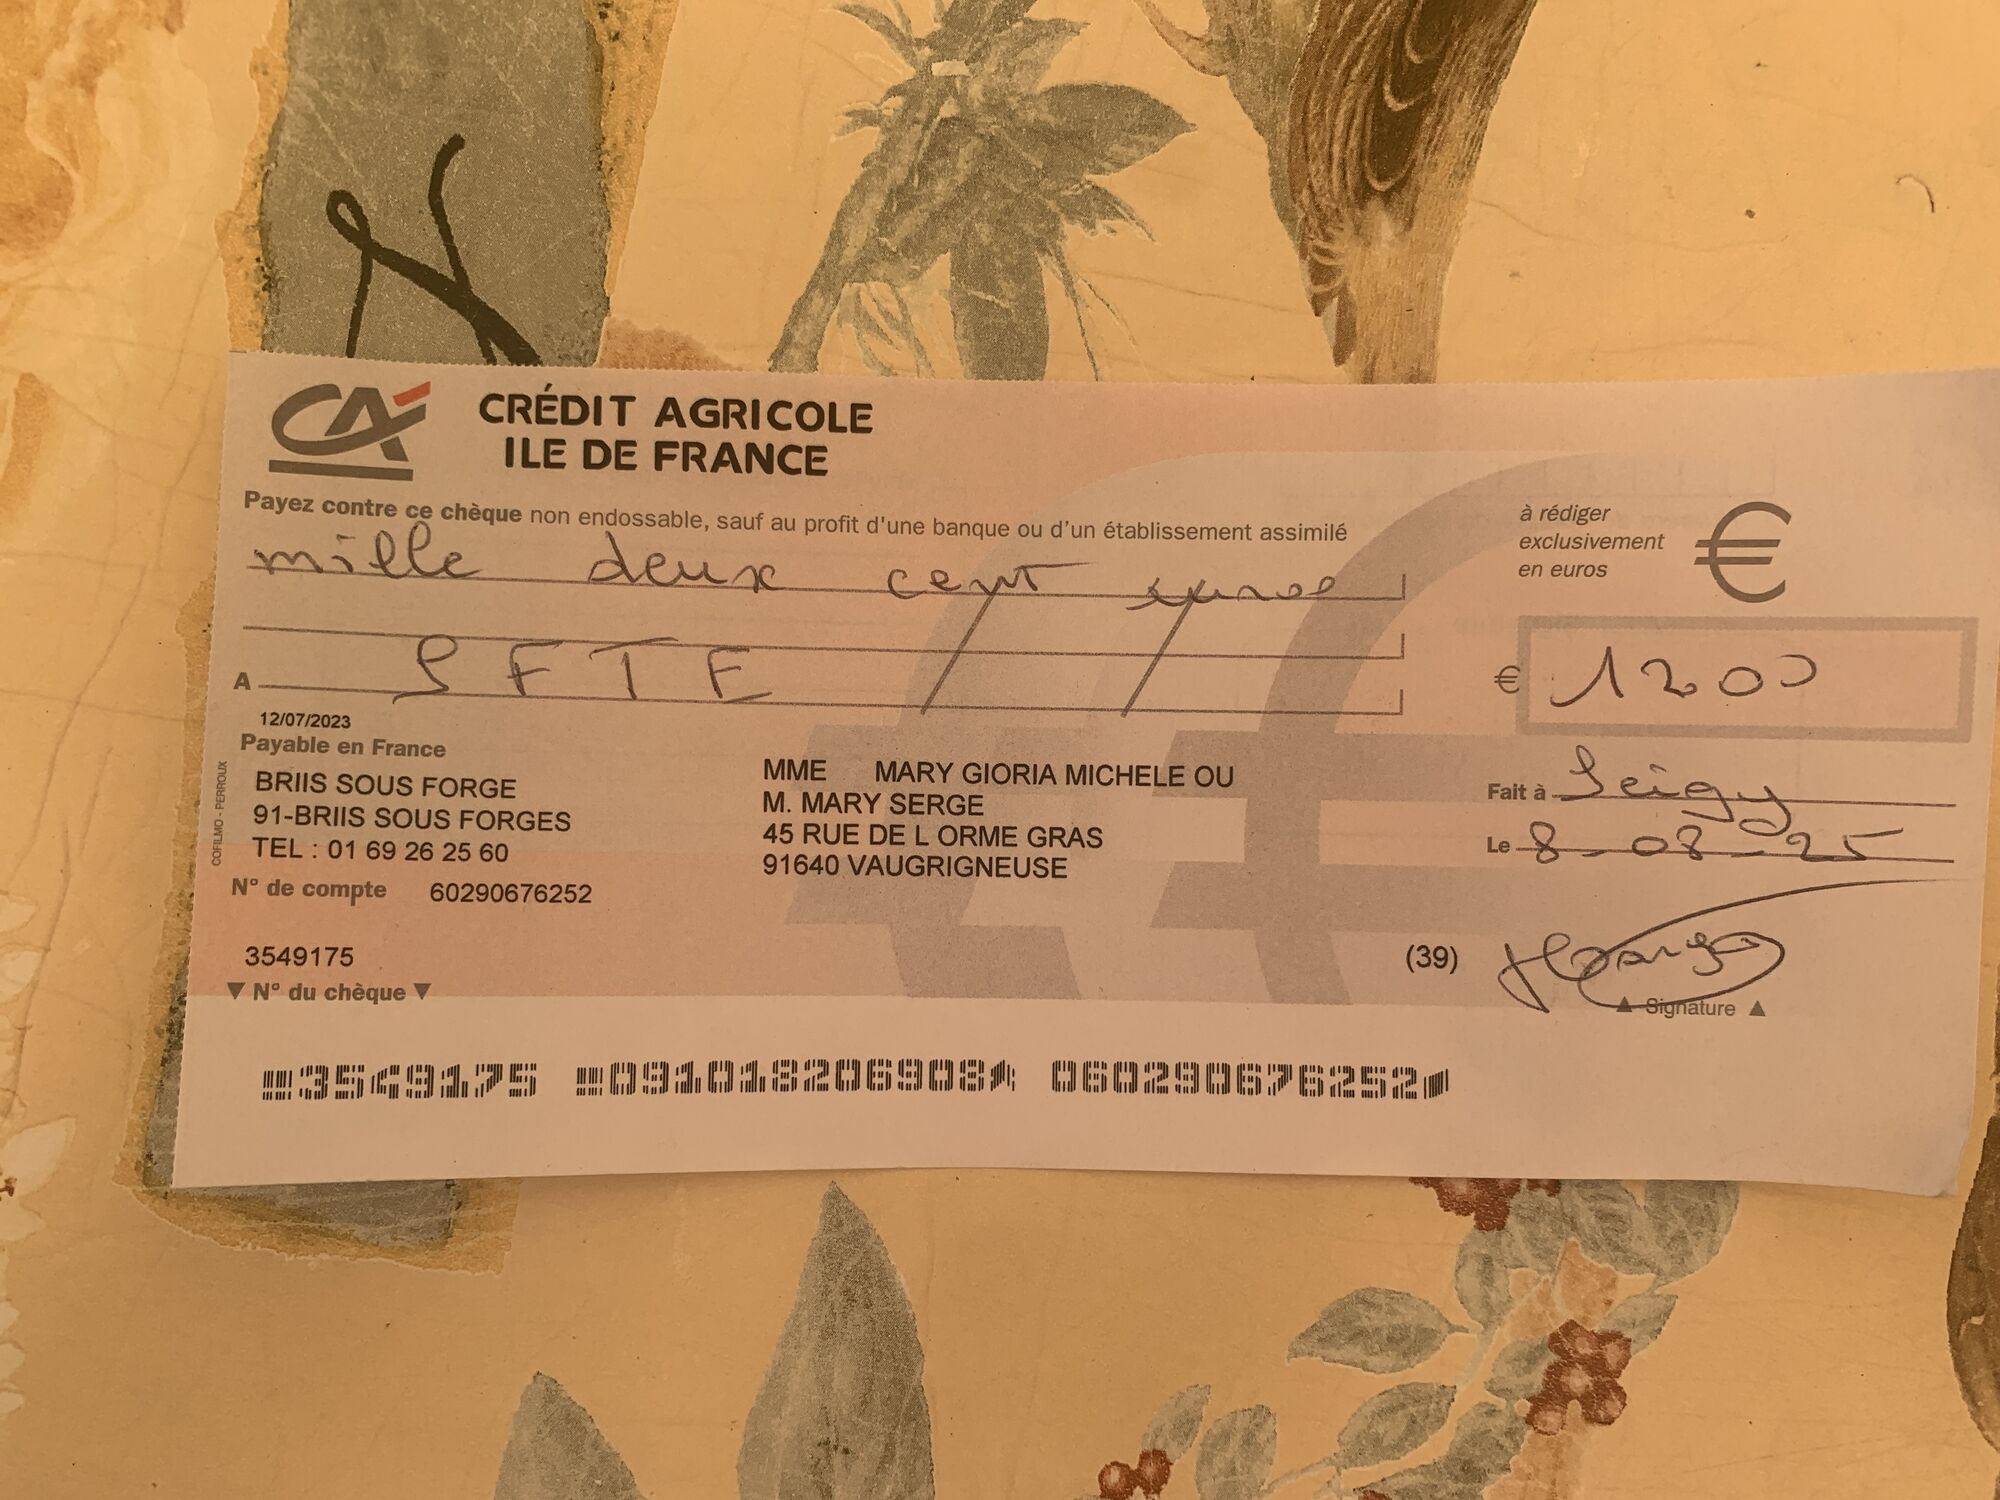 CRÉDIT AGRICOLE
ILE DE FRANCE
Payez contre ce chèque non endossable, sauf au profit d'une banque ou d'un établissement assimilé
à rédiger
exclusivement
en euros
€
mille deux cent euros
A SFTE
€ 1200
12/07/2023
Payable en France
BRIIS SOUS FORGE
91-BRIIS SOUS FORGES
TEL : 01 69 26 25 60
N° de compte 60290676252
COFILMO - PERROUX
MME MARY GIORIA MICHELE OU
M. MARY SERGE
45 RUE DE L ORME GRAS
91640 VAUGRIGNEUSE
Fait à Seigy
Le 8-08-25
3549175
▼ N° du chèque ▼
(39)
▲ Signature ▲
3549175 091018206908 060290676252